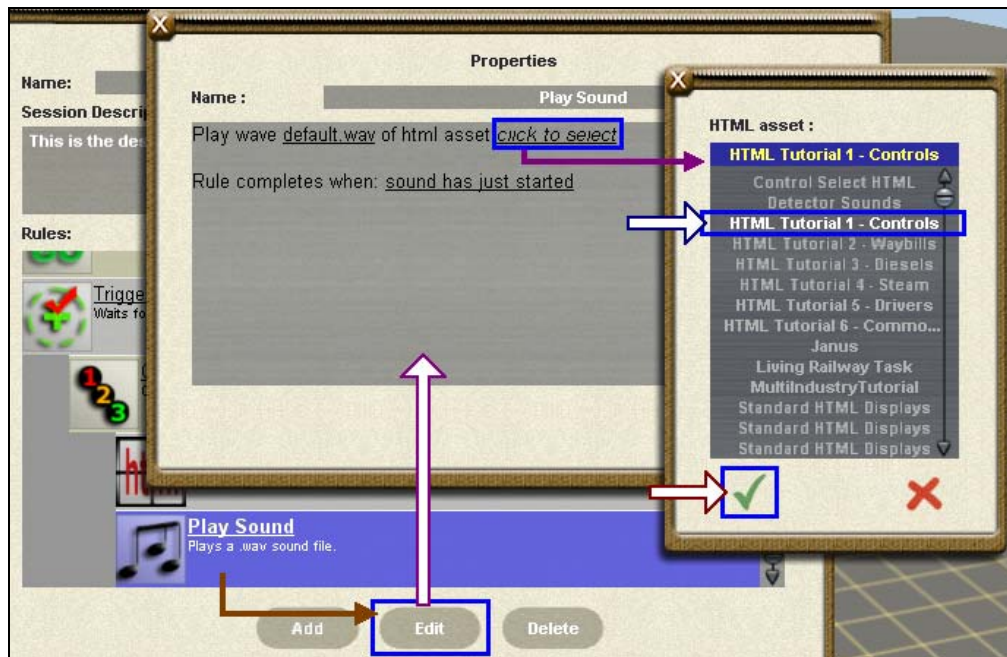 Properties
Name:
Session Descri
This is the des
Name :
Play Sound
Play wave default.wav of html asset click to select
Rule completes when: sound has just started
HTML asset :
HTML Tutorial 1 - Controls
Control Select HTML
Detector Sounds
HTML Tutorial 1 - Controls
HTML Tutorial 2 - Waybills
HTML Tutorial 3 - Diesels
HTML Tutorial 4 - Steam
HTML Tutorial 5 - Drivers
HTML Tutorial 6 - Commo...
Janus
Living Railway Task
MultiIndustryTutorial
Standard HTML Displays
Standard HTML Displays
Standard HTML Displays
Rules:
Trigge
Waits fo
1
2
3
Play Sound
Plays a .wav sound file.
Add
Edit
Delete